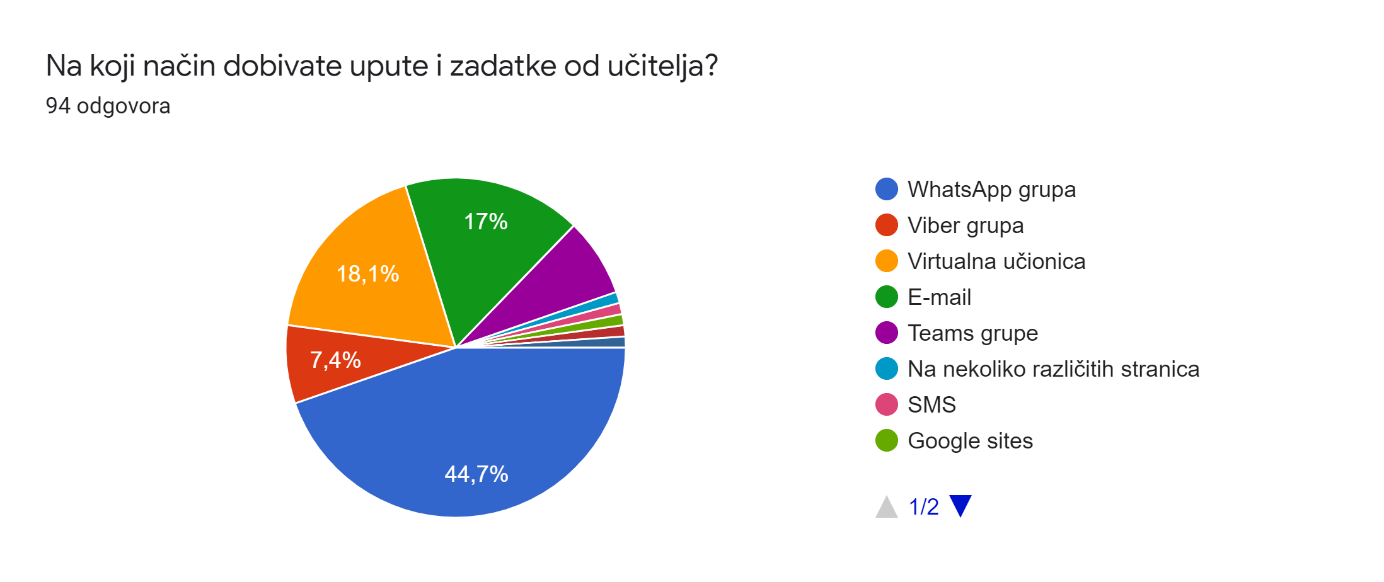 Na koji način dobivate upute i zadatke od učitelja?
94 odgovora
17%
18,1%
7,4%
44,7%
WhatsApp grupa
Viber grupa
Virtualna učionica
E-mail
Teams grupe
Na nekoliko različitih stranica
SMS
Google sites
1/2